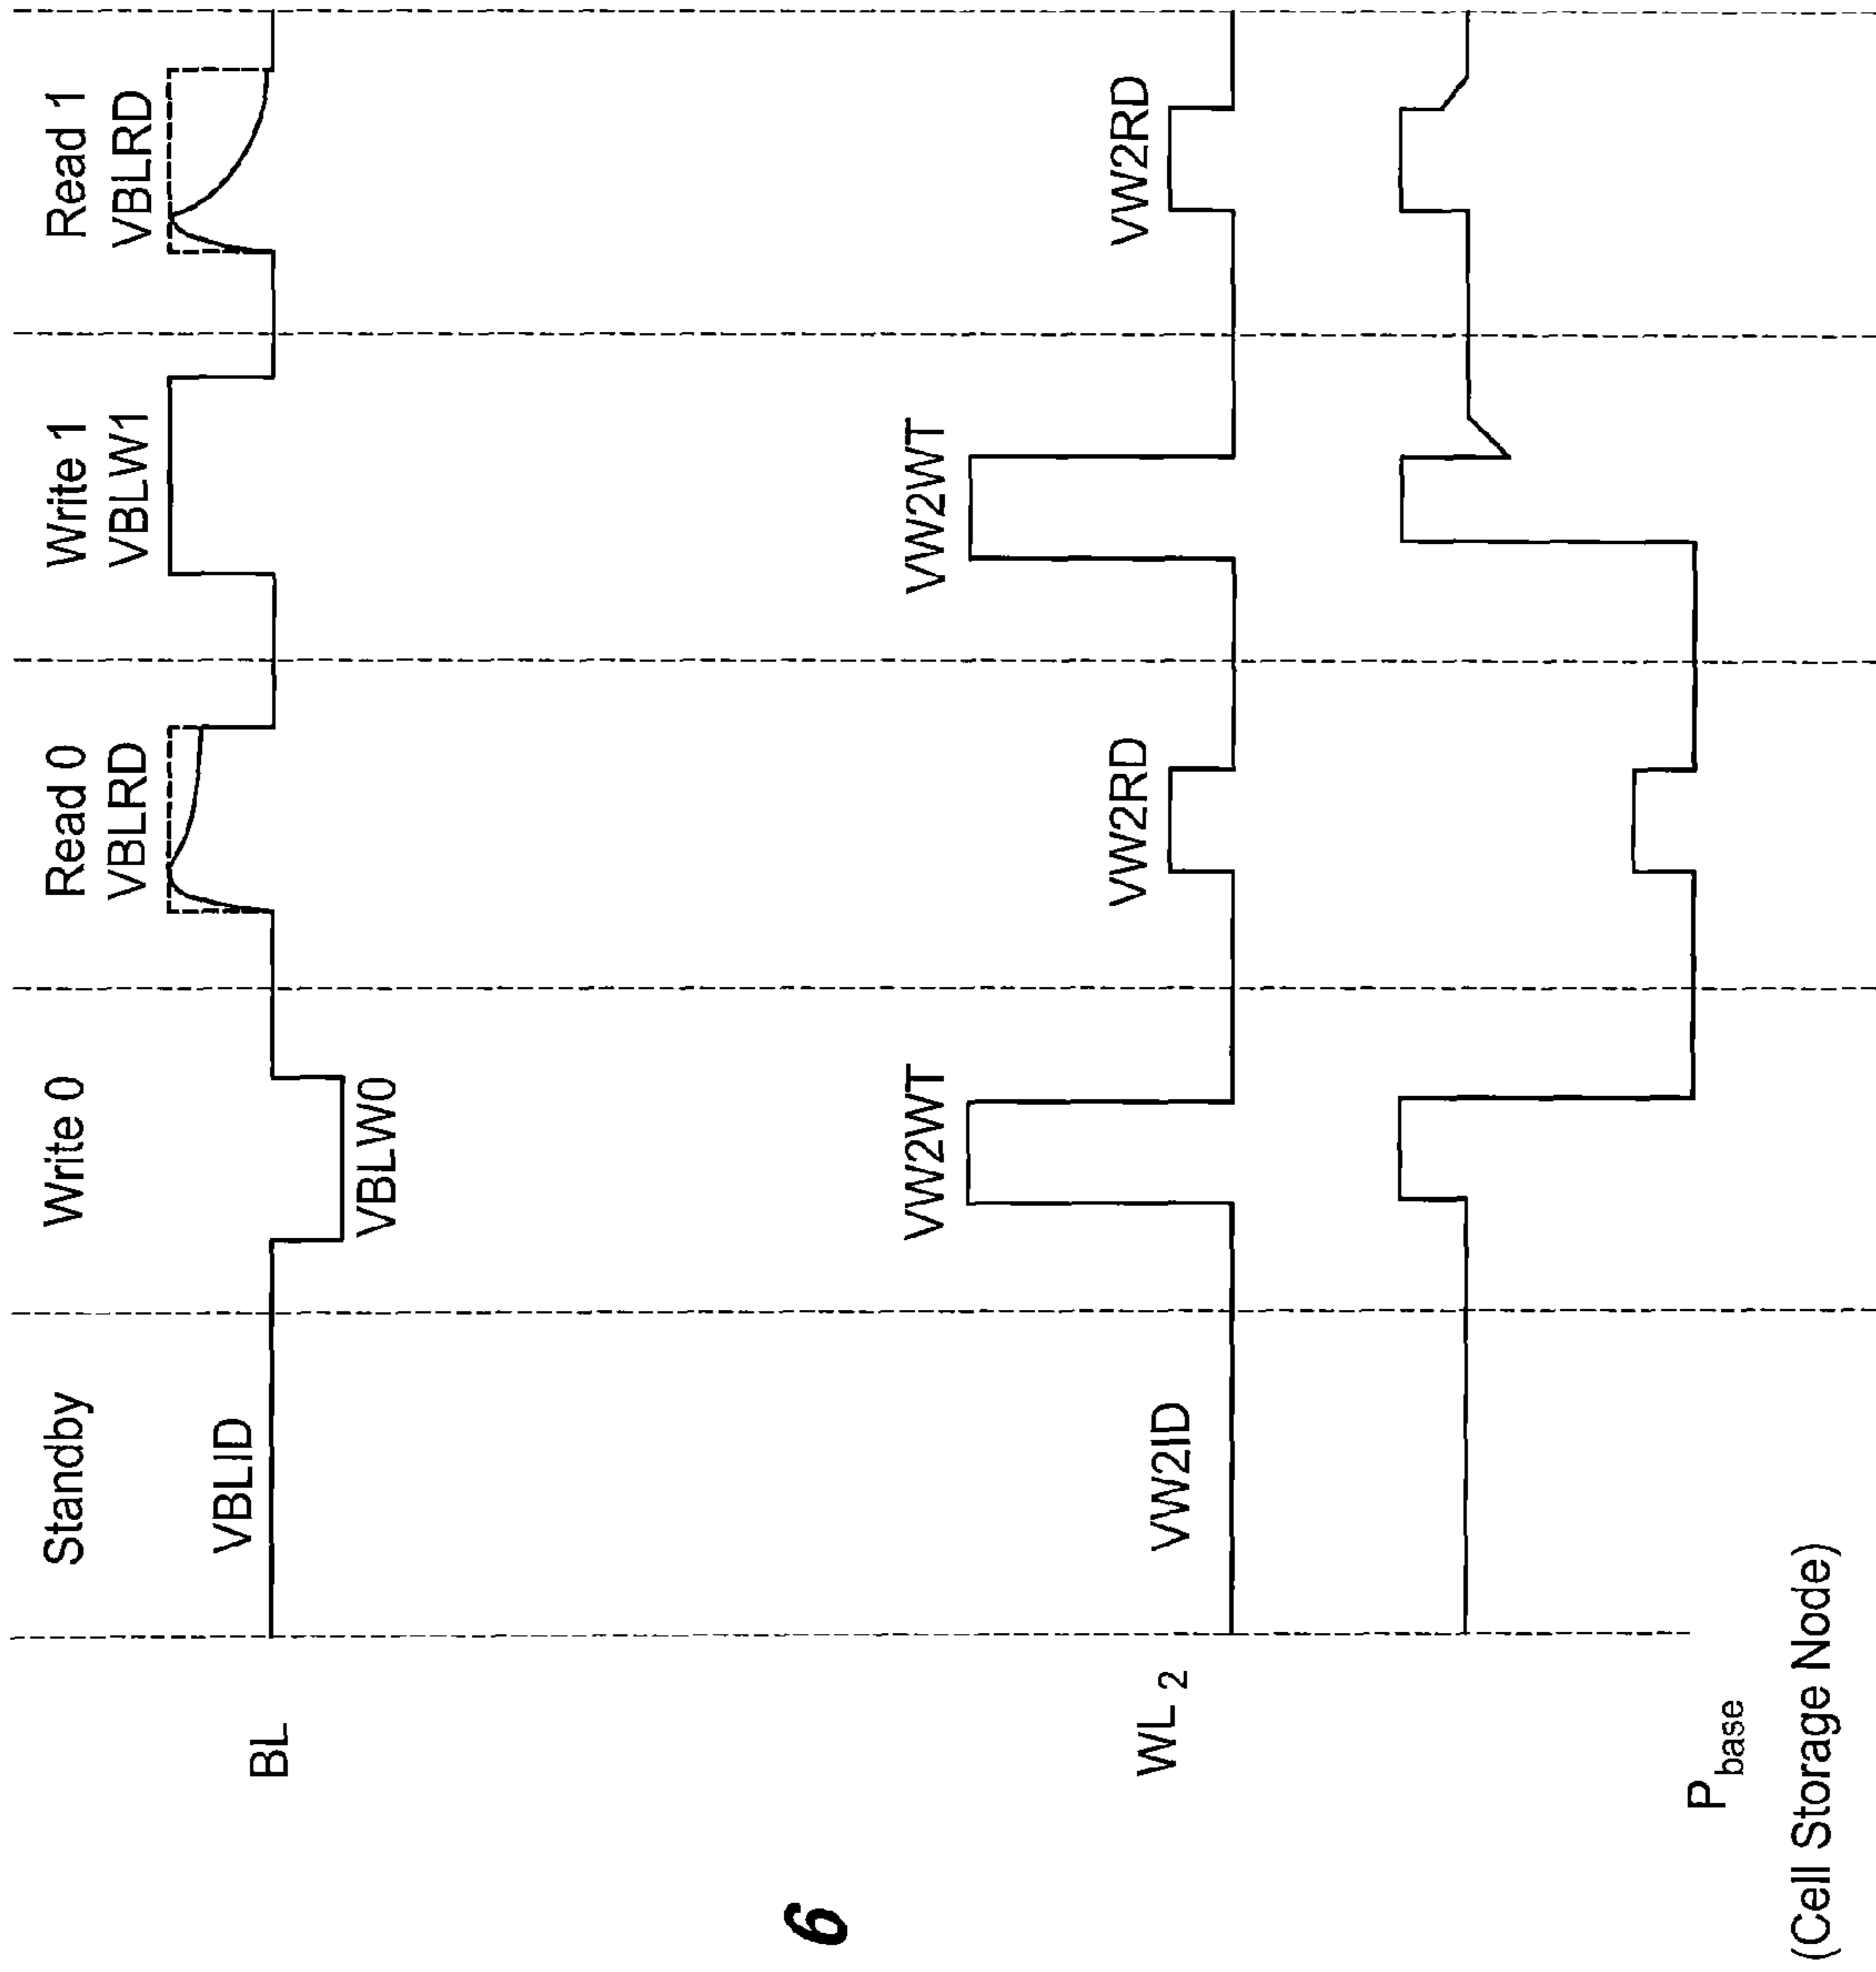 Standby
Write 0
Read 0
Write 1
Read 1
BL
VBLID
VBLW0
VBLRD
VBLW1
VBLRD
6
WL 2
VW2ID
VW2WT
VW2RD
VW2WT
VW2RD
Pbase
(Cell Storage Node)